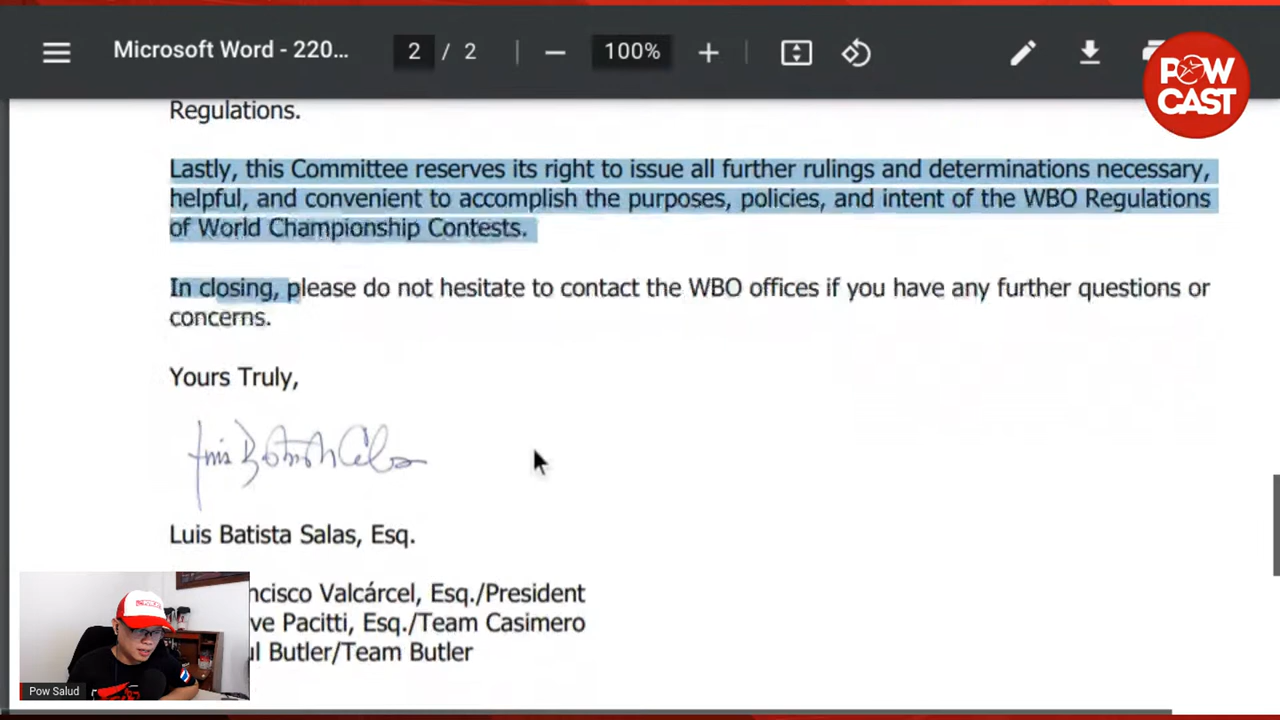 Microsoft Word - 220... 2 / 2 100%
POW
CAST
Regulations.
Lastly, this Committee reserves its right to issue all further rulings and determinations necessary,
helpful, and convenient to accomplish the purposes, policies, and intent of the WBO Regulations
of World Championship Contests.
In closing, please do not hesitate to contact the WBO offices if you have any further questions or
concerns.
Yours Truly,
Luis Batista Salas, Esq.
ncisco Valcárcel, Esq./President
ve Pacitti, Esq./Team Casimero
ul Butler/Team Butler
Pow Salud